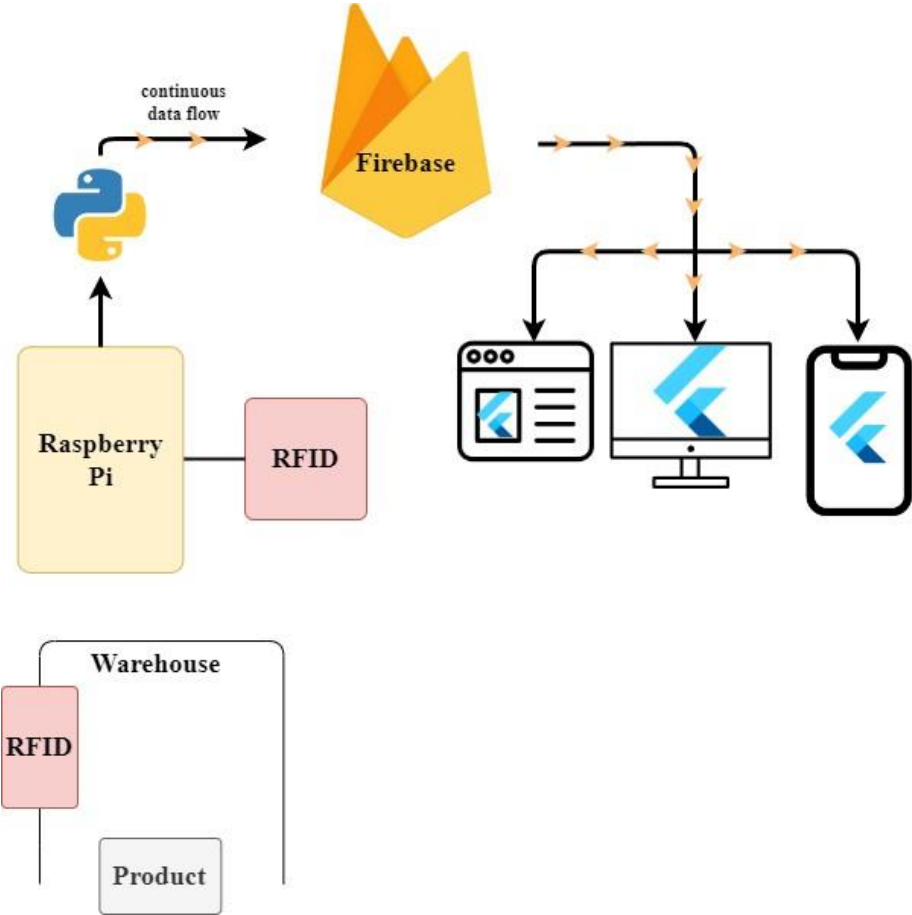 continuous
data flow
Firebase
Raspberry
Pi
RFID
Warehouse
RFID
Product